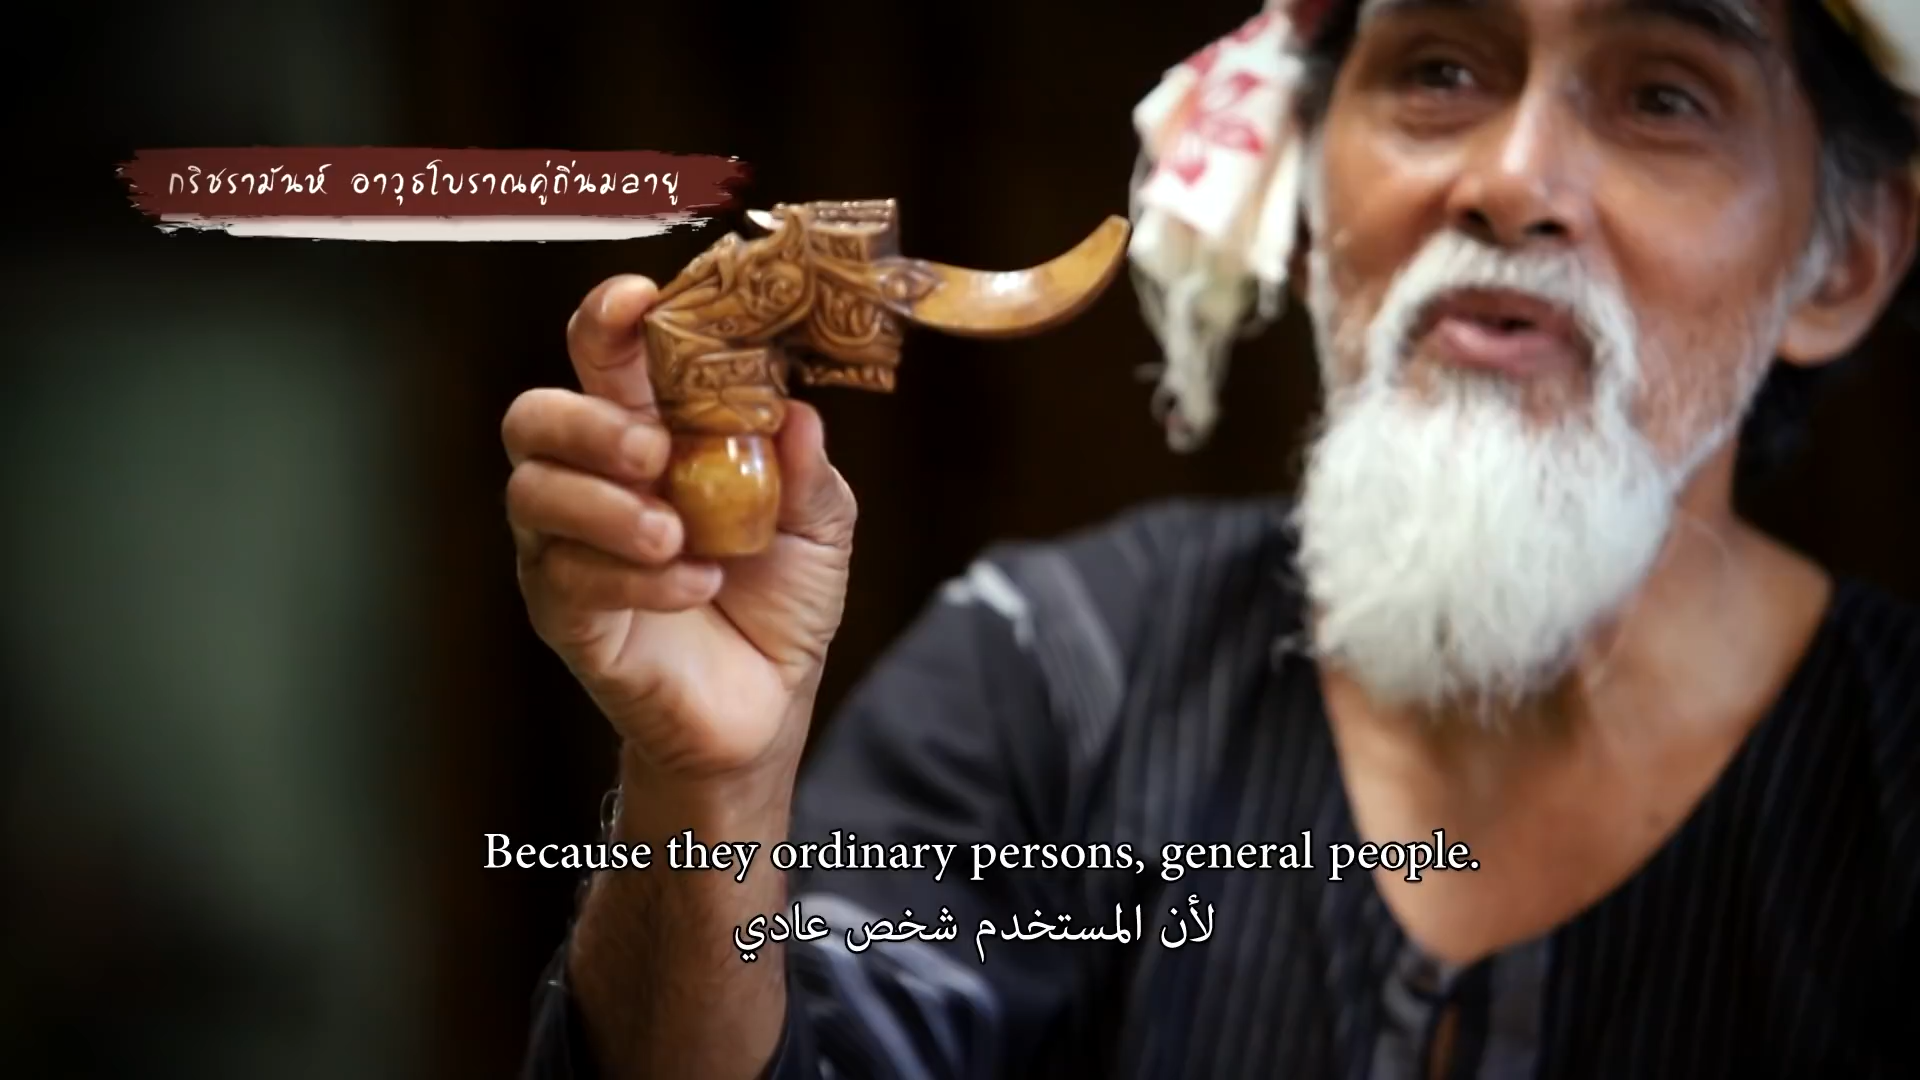 กริชรามันห์ อาวุธโบราณคู่ถิ่นมลายู
Because they ordinary persons, general people.
لأن المستخدم شخص عادي